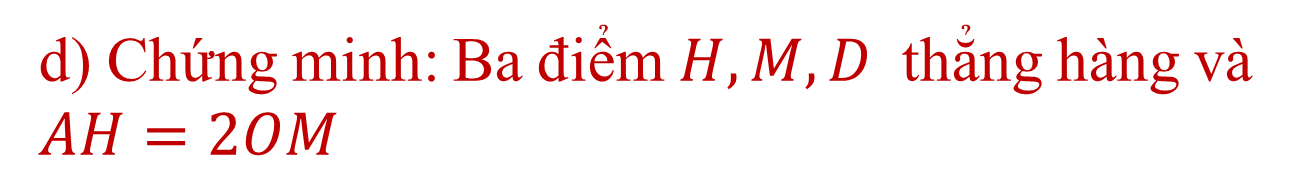 d) Chứng minh: Ba điểm H, M, D thẳng hàng và
AH = 2OM